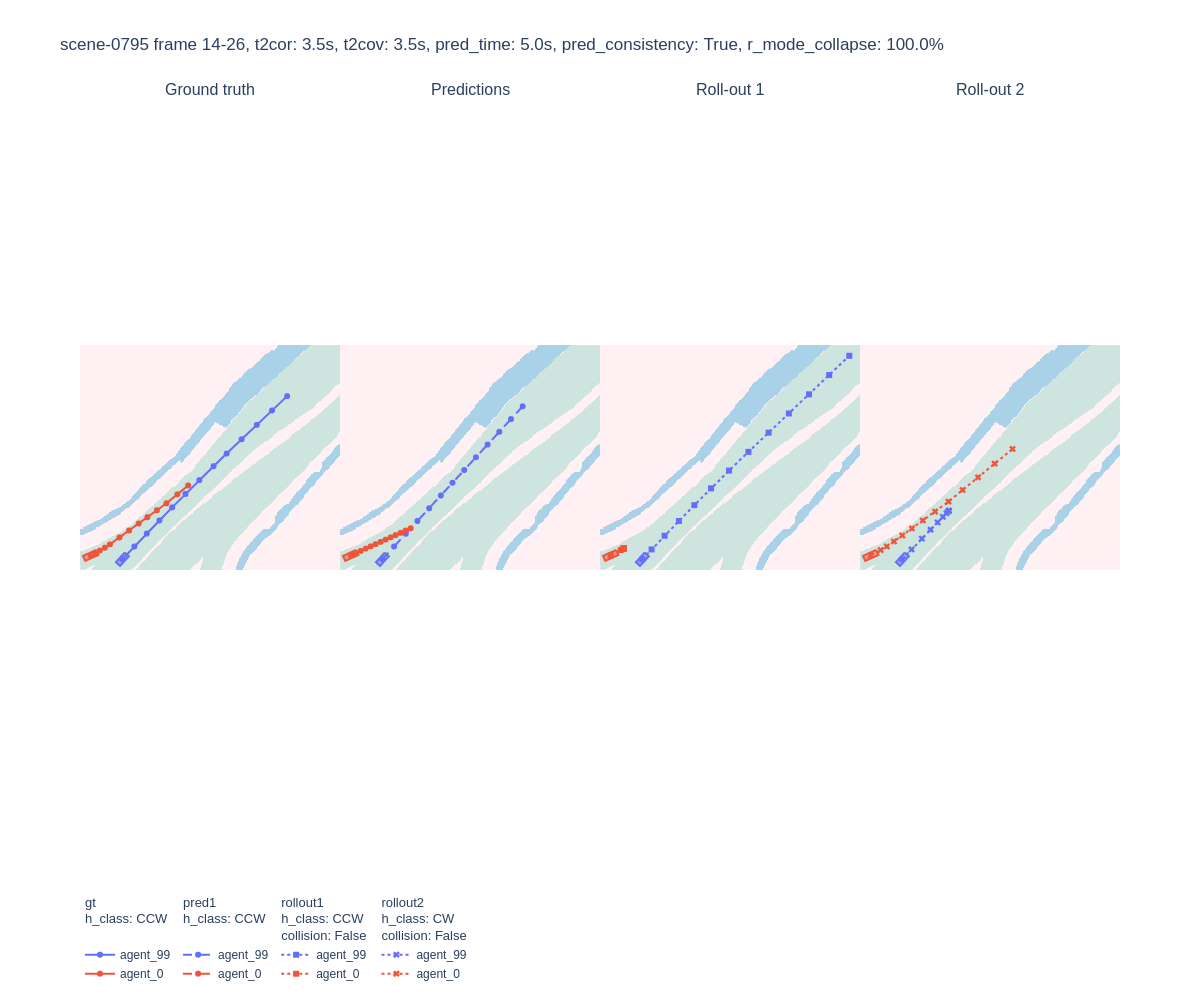 scene-0795 frame 14-26, t2cor: 3.5s, t2cov: 3.5s, pred_time: 5.0s, pred_consistency: True, r_mode_collapse: 100.0%
Ground truth
Predictions
Roll-out 1
Roll-out 2
gt
h_class: CCW
agent_99
agent_0
pred1
h_class: CCW
agent_99
agent_0
rollout1
h_class: CCW
collision: False
agent_99
agent_0
rollout2
h_class: CW
collision: False
agent_99
agent_0